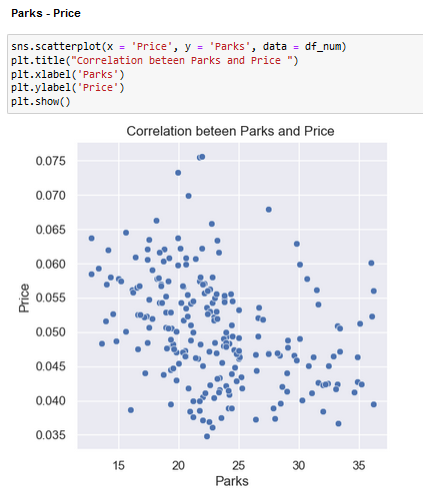 Parks - Price
sns.scatterplot(x = 'Price', y = 'Parks', data = df_num)
plt.title("Correlation beteen Parks and Price ")
plt.xlabel('Parks')
plt.ylabel('Price')
plt.show()
Correlation beteen Parks and Price
0.075
0.070
0.065
0.060
0.055
0.050
0.045
0.040
0.035
Price
15 20 25 30 35
Parks